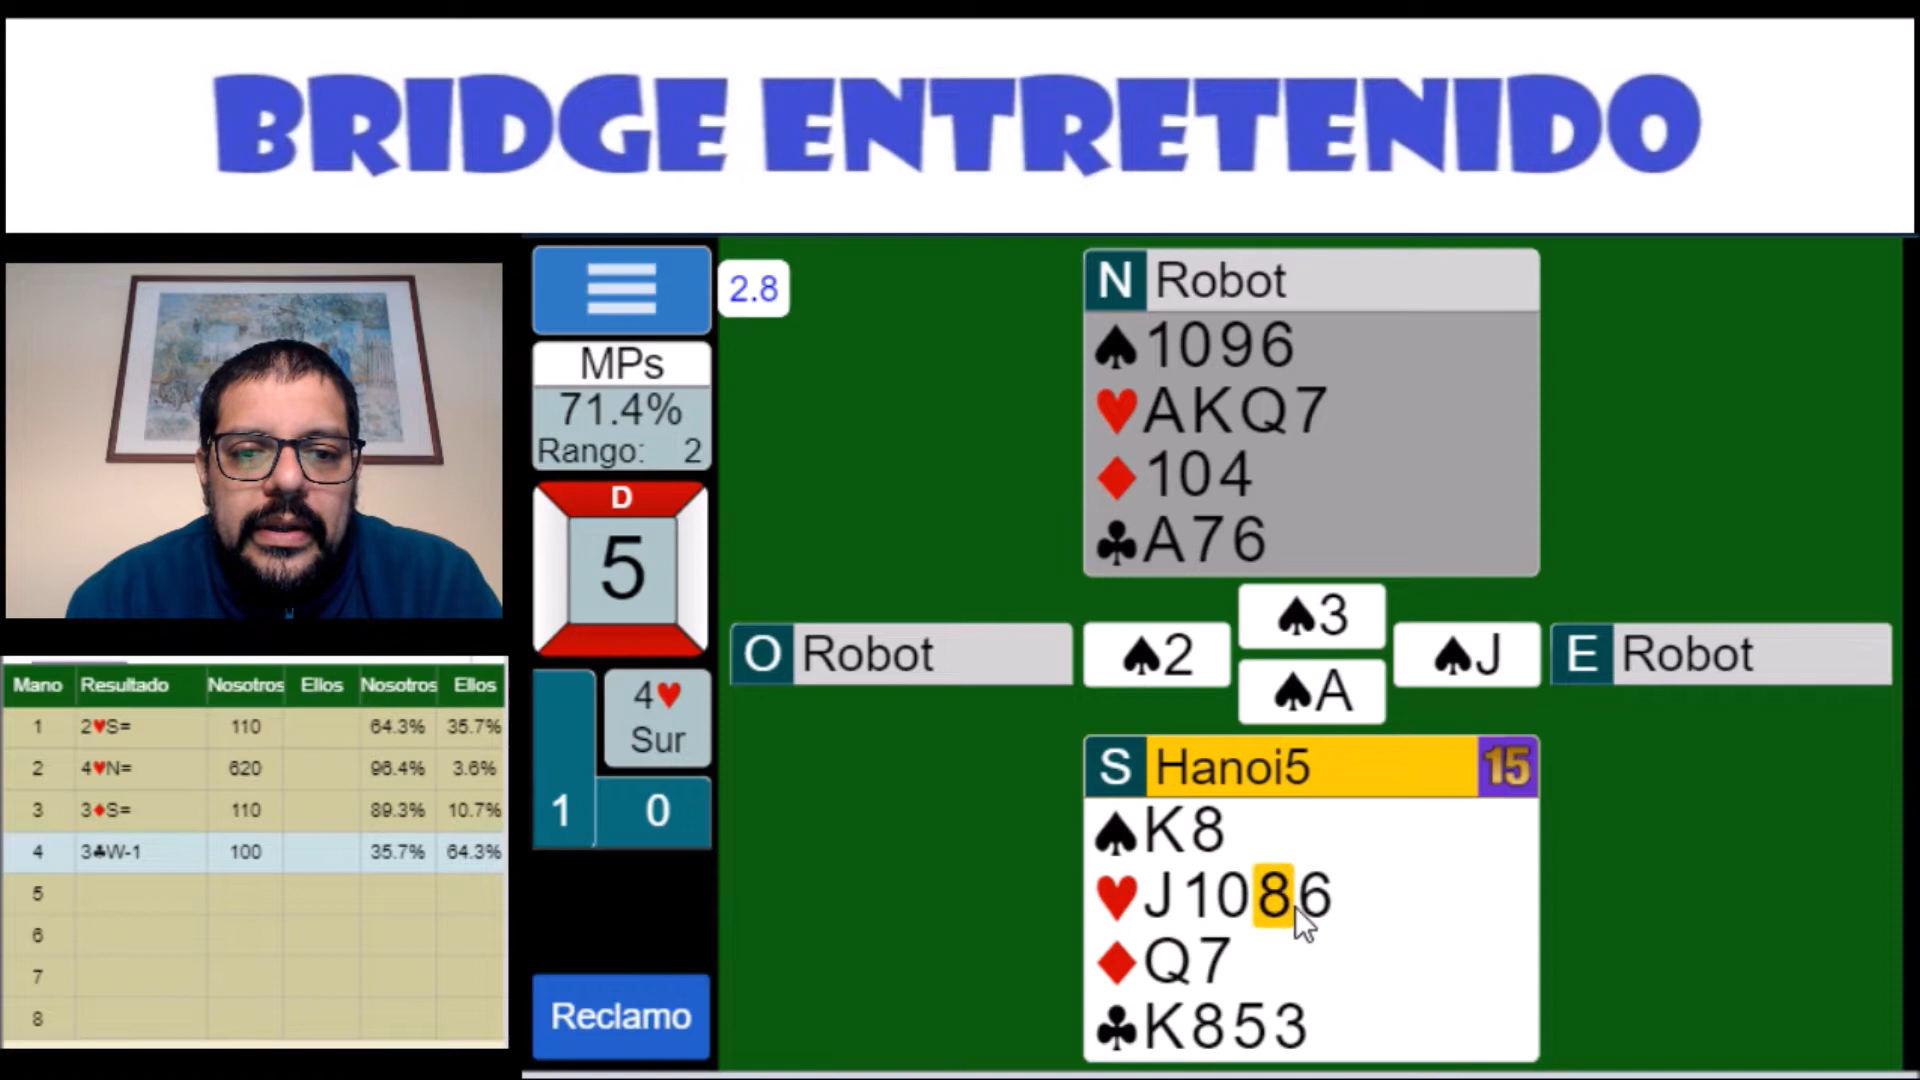 BRIDGE ENTRETENIDO
2.8
MPs
71.4%
Rango: 2
D
5
4♥
Sur
1
0
Reclamo
N Robot
♠1096
♥AKQ7
♦104
♣A76
♠3
O Robot
♠2
♠J
E Robot
♠A
S Hanoi5 15
♠K8
♥J1086
♦Q7
♣K853
Mano Resultado Nosotros Ellos Nosotros Ellos
1 2♥S= 110 64.3% 35.7%
2 4♥N= 620 96.4% 3.6%
3 3♦S= 110 89.3% 10.7%
4 3♣W-1 100 35.7% 64.3%
5
6
7
8